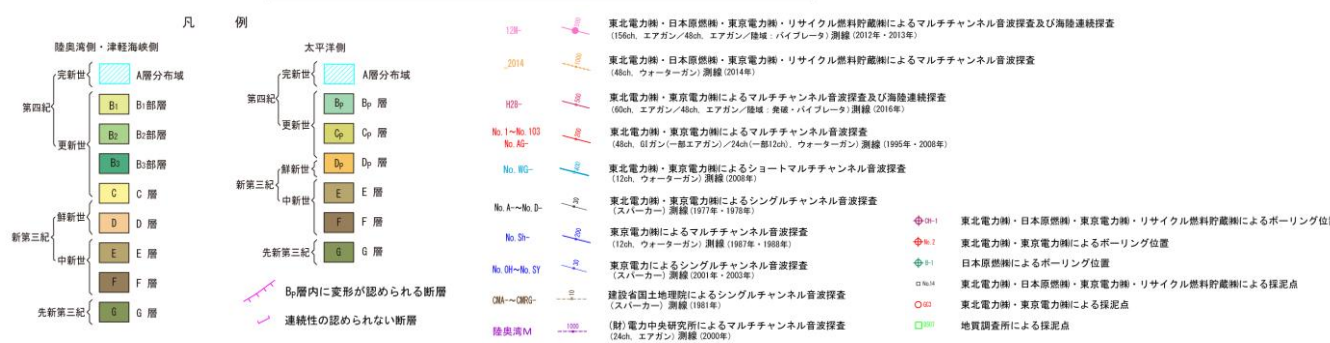 凡 例
陸奥湾側・津軽海峡側
完新世
A層分布域
第四紀
B1
B1部層
更新世
B2
B2部層
B3
B3部層
C
C 層
鮮新世
D
D 層
新第三紀
中新世
E
E 層
F
F 層
先新第三紀
G
G 層
太平洋側
完新世
A層分布域
第四紀
BP
BP 層
更新世
CP
CP 層
鮮新世
DP
DP 層
新第三紀
中新世
E
E 層
F
F 層
先新第三紀
G
G 層
BP層内に変形が認められる断層
連続性の認められない断層
12M-
東北電力㈱・日本原燃㈱・東京電力㈱・リサイクル燃料貯蔵㈱によるマルチチャンネル音波探査及び海陸連続探査
(156ch, エアガン/48ch, エアガン/陸域：バイブレータ) 測線(2012年・2013年)
_2014
1000
東北電力㈱・日本原燃㈱・東京電力㈱・リサイクル燃料貯蔵㈱によるマルチチャンネル音波探査
(48ch, ウォーターガン) 測線(2014年)
H28-
500
東北電力㈱・東京電力㈱によるマルチチャンネル音波探査及び海陸連続探査
(60ch, エアガン/48ch, エアガン/陸域：発破・バイブレータ) 測線(2016年)
No.1～No.103
No.AG-
東北電力㈱・東京電力㈱によるマルチチャンネル音波探査
(48ch, GIガン(一部エアガン)/24ch(一部12ch), ウォーターガン) 測線(1995年・2008年)
No.WG-
400
東北電力㈱・東京電力㈱によるショートマルチチャンネル音波探査
(12ch, ウォーターガン) 測線(2008年)
No.A-～No.D-
30
東北電力㈱・東京電力㈱によるシングルチャンネル音波探査
(スパーカー) 測線(1977年・1978年)
No.Sh-
200
東京電力㈱によるマルチチャンネル音波探査
(12ch, ウォーターガン) 測線(1987年・1988年)
No.OH～No.SY
30
東京電力によるシングルチャンネル音波探査
(スパーカー) 測線(2001年・2003年)
CMA-～CMRG-
10
建設省国土地理院によるシングルチャンネル音波探査
(スパーカー) 測線(1981年)
陸奥湾M
1000
(財)電力中央研究所によるマルチチャンネル音波探査
(24ch, エアガン) 測線(2000年)
OH-1
東北電力㈱・日本原燃㈱・東京電力㈱・リサイクル燃料貯蔵㈱によるボーリング位
No.2
東北電力㈱・東京電力㈱によるボーリング位置
B-1
日本原燃㈱によるボーリング位置
No.14
東北電力㈱・日本原燃㈱・東京電力㈱・リサイクル燃料貯蔵㈱による採泥点
GC3
東北電力㈱・東京電力㈱による採泥点
地質調査所による採泥点